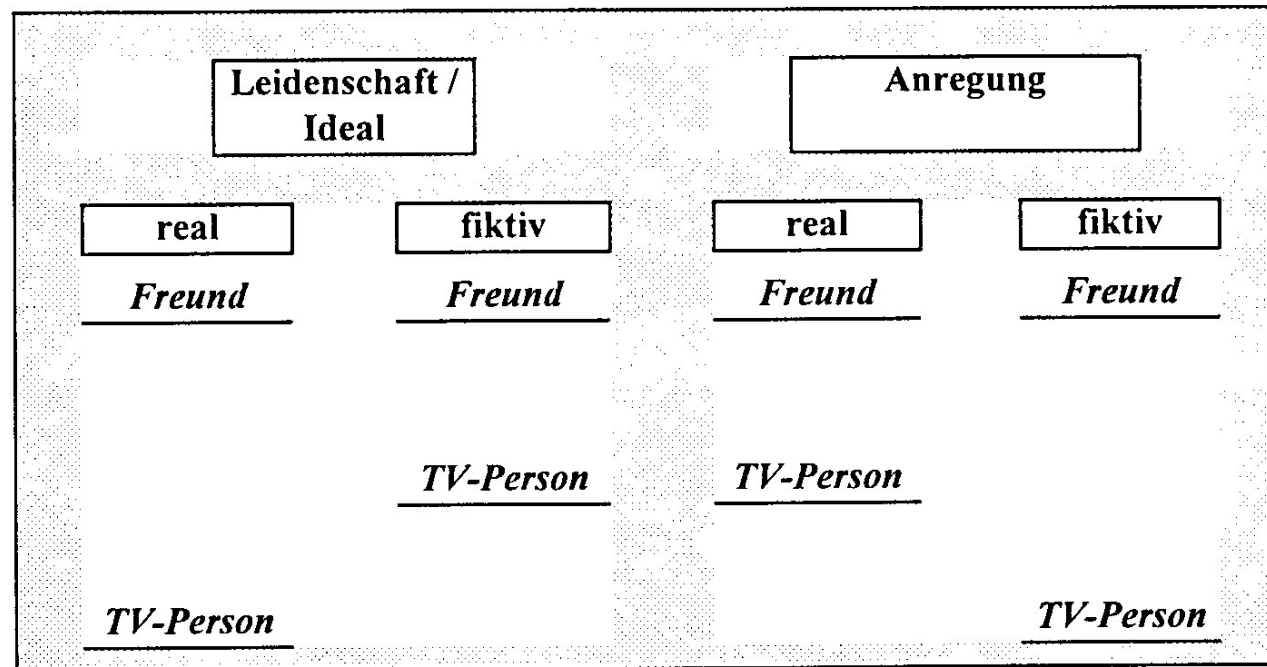 Leidenschaft /
Ideal
Anregung
real
fiktiv
real
fiktiv
Freund
Freund
Freund
Freund
TV-Person
TV-Person
TV-Person
TV-Person